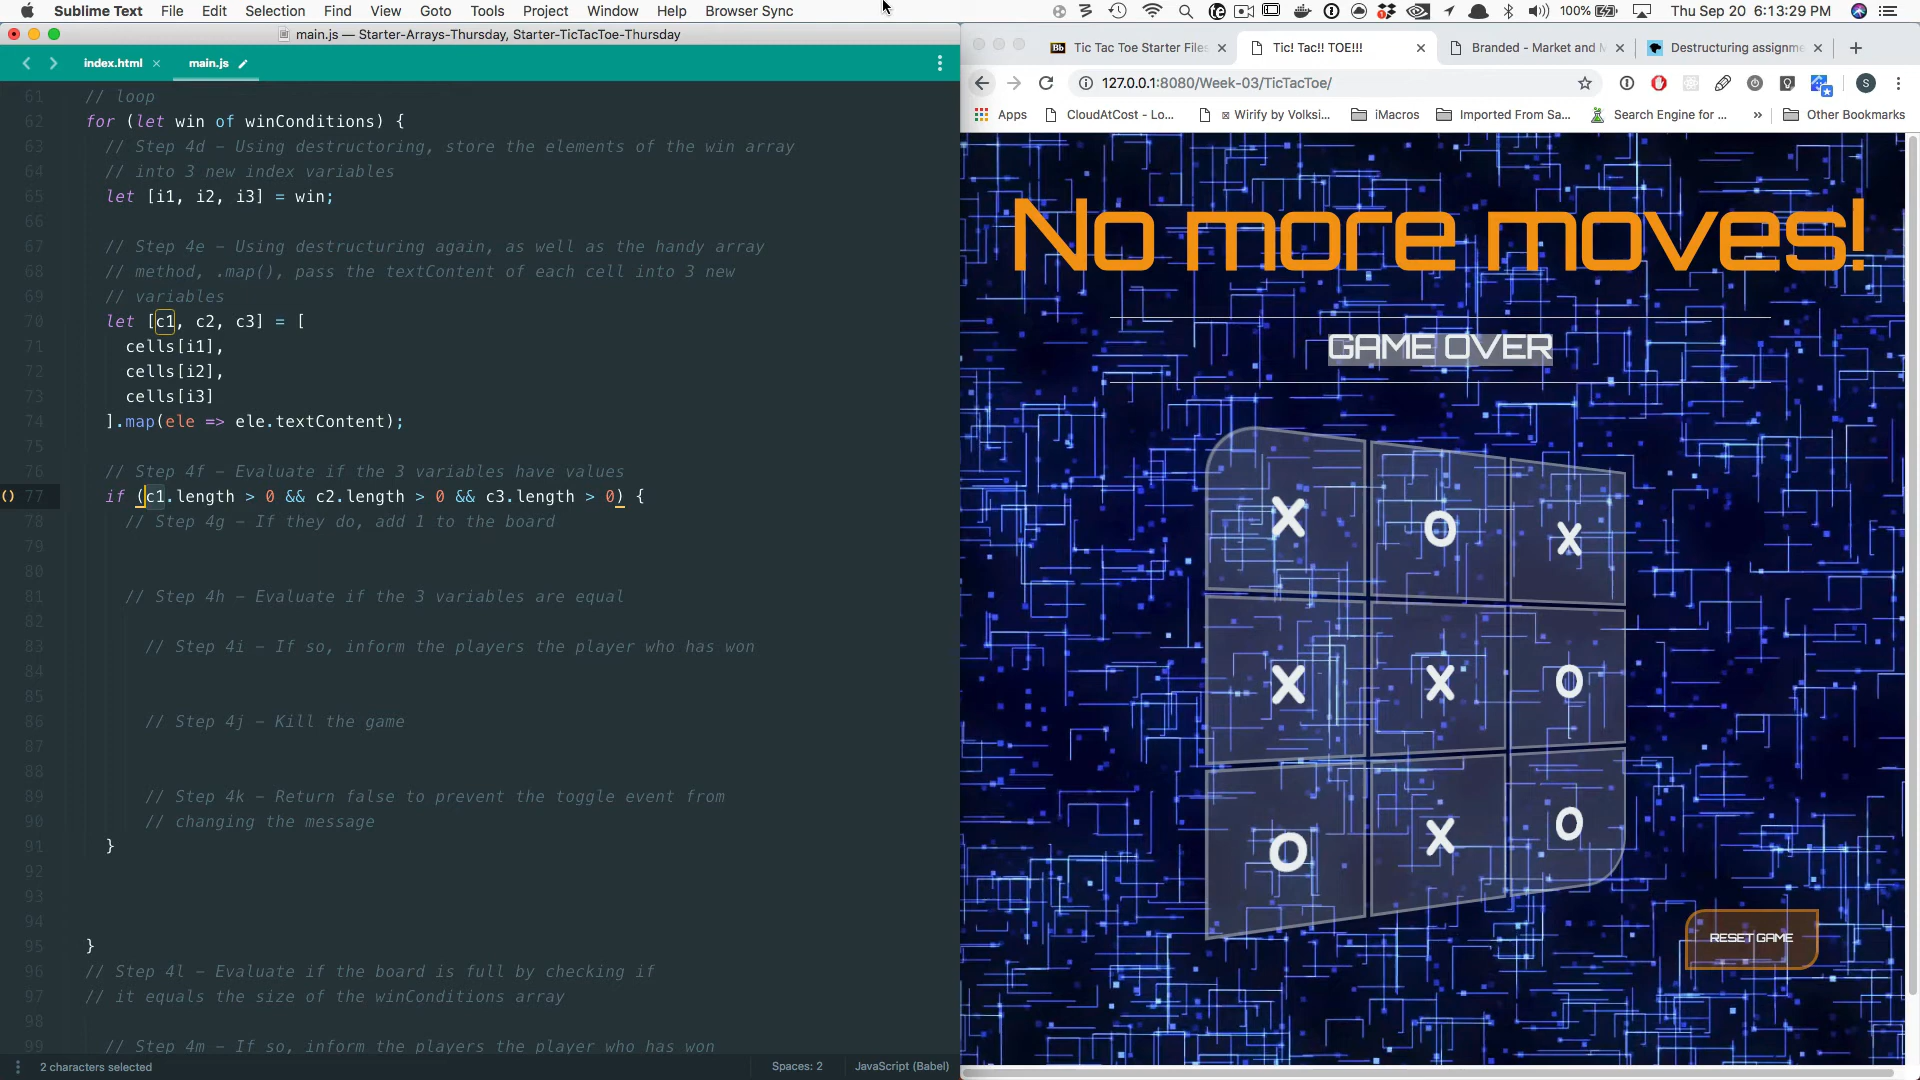 Sublime Text File Edit Selection Find View Goto Tools Project Window Help Browser Sync 100% Thu Sep 20 6:13:29 PM
main.js — Starter-Arrays-Thursday, Starter-TicTacToe-Thursday
index.html × main.js
61 // loop
62 for (let win of winConditions) {
63 // Step 4d – Using destructoring, store the elements of the win array
64 // into 3 new index variables
65 let [i1, i2, i3] = win;
66
67 // Step 4e – Using destructuring again, as well as the handy array
68 // method, .map(), pass the textContent of each cell into 3 new
69 // variables
70 let [c1, c2, c3] = [
71 cells[i1],
72 cells[i2],
73 cells[i3]
74 ].map(ele => ele.textContent);
75
76 // Step 4f – Evaluate if the 3 variables have values
77 if (c1.length > 0 && c2.length > 0 && c3.length > 0) {
78 // Step 4g – If they do, add 1 to the board
79
80
81 // Step 4h – Evaluate if the 3 variables are equal
82
83 // Step 4i – If so, inform the players the player who has won
84
85
86 // Step 4j – Kill the game
87
88
89 // Step 4k – Return false to prevent the toggle event from
90 // changing the message
91 }
92
93
94
95 }
96 // Step 4l – Evaluate if the board is full by checking if
97 // it equals the size of the winConditions array
98
99 // Step 4m – If so, inform the players the player who has won
2 characters selected Spaces: 2 JavaScript (Babel)
Bb Tic Tac Toe Starter Files × Tic! Tac!! TOE!!! × Branded - Market and M × Destructuring assignme ×
127.0.0.1:8080/Week-03/TicTacToe/ S
Apps CloudAtCost - Lo... Wirify by Volksi... iMacros Imported From Sa... Search Engine for ... » Other Bookmarks
No more moves!
GAME OVER
X O X
X X O
O X O
RESET GAME